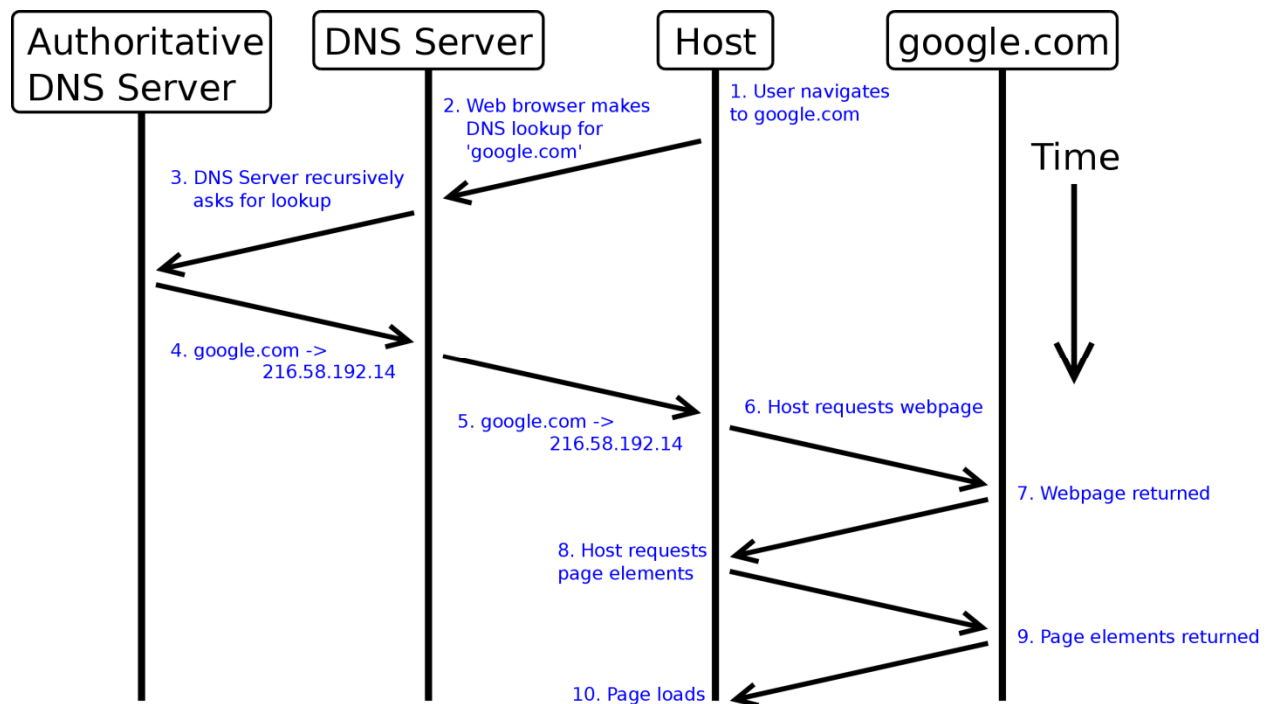 Authoritative
DNS Server
DNS Server
Host
google.com
1. User navigates
to google.com
2. Web browser makes
DNS lookup for
'google.com'
Time
3. DNS Server recursively
asks for lookup
4. google.com ->
216.58.192.14
5. google.com ->
216.58.192.14
6. Host requests webpage
7. Webpage returned
8. Host requests
page elements
9. Page elements returned
10. Page loads